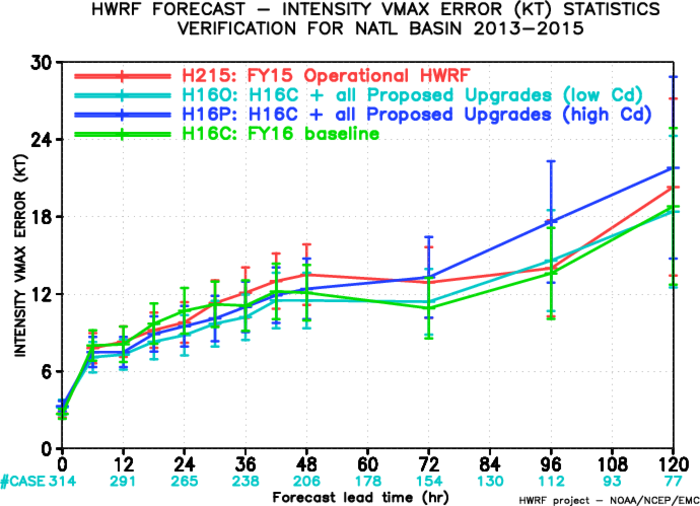 HWRF FORECAST – INTENSITY VMAX ERROR (KT) STATISTICS
VERIFICATION FOR NATL BASIN 2013–2015
H215: FY15 Operational HWRF
H16O: H16C + all Proposed Upgrades (low Cd)
H16P: H16C + all Proposed Upgrades (high Cd)
H16C: FY16 baseline
INTENSITY VMAX ERROR (KT)
30
24
18
12
6
0
0 12 24 36 48 60 72 84 96 108 120
#CASE 314 291 265 238 206 178 154 130 112 93 77
Forecast lead time (hr)
HWRF project – NOAA/NCEP/EMC